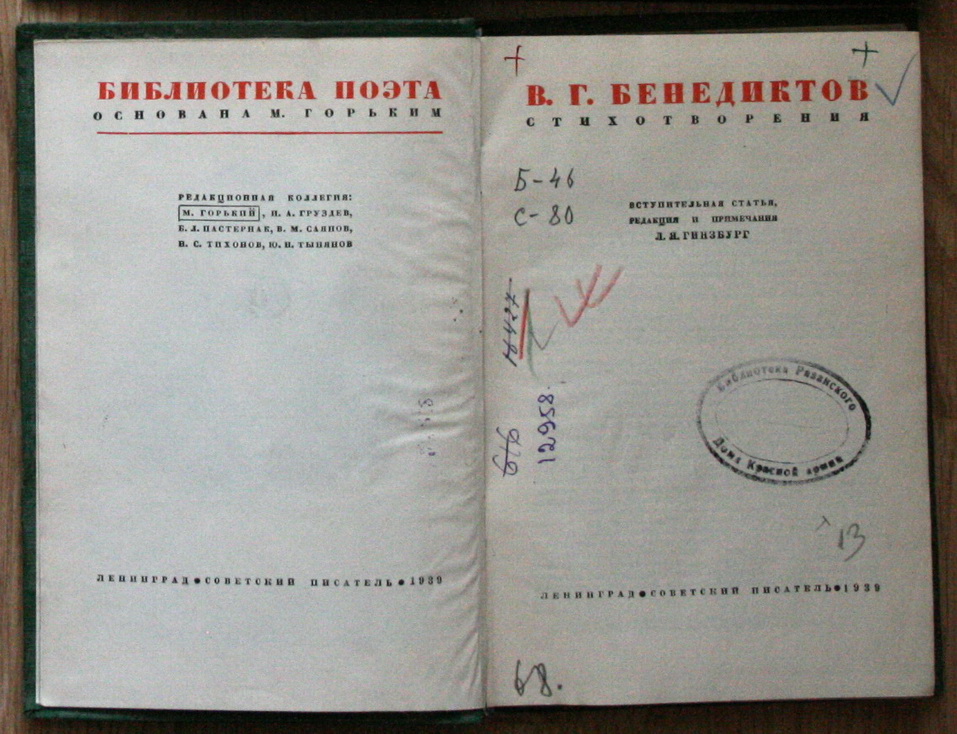 БИБЛИОТЕКА ПОЭТА
ОСНОВАНА М. ГОРЬКИМ
РЕДАКЦИОННАЯ КОЛЛЕГИЯ:
М. ГОРЬКИЙ, И. А. ГРУЗДЕВ,
Б. Л. ПАСТЕРНАК, В. М. САЯНОВ,
Н. С. ТИХОНОВ, Ю. Н. ТЫНЯНОВ
ЛЕНИНГРАД • СОВЕТСКИЙ ПИСАТЕЛЬ • 1939
В. Г. БЕНЕДИКТОВ
СТИХОТВОРЕНИЯ
Б-46
С-80
ВСТУПИТЕЛЬНАЯ СТАТЬЯ,
РЕДАКЦИЯ И ПРИМЕЧАНИЯ
Л. Я. ГИНЗБУРГ
12958
Библиотека Рязанского
Дома Красной армии
13
ЛЕНИНГРАД • СОВЕТСКИЙ ПИСАТЕЛЬ • 1939
68.